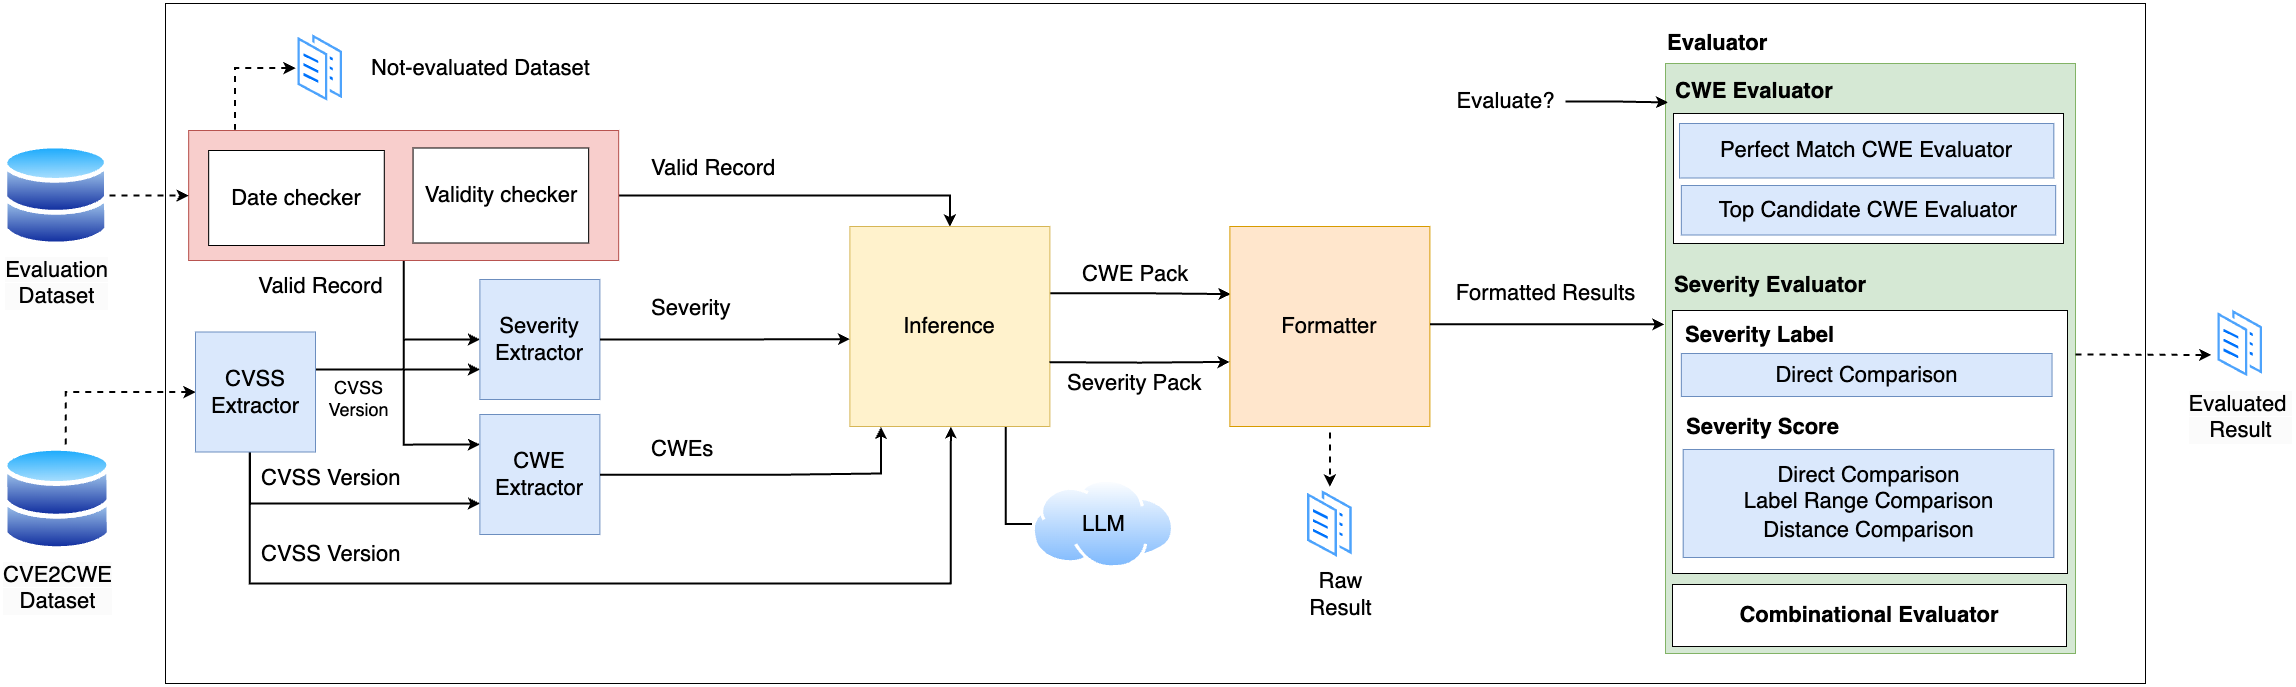 Not-evaluated Dataset
Date checker
Validity checker
Valid Record
Evaluation
Dataset
Valid Record
Severity
Extractor
Severity
CVSS
Extractor
CVSS
Version
CWE
Extractor
CWEs
CVSS Version
CVSS Version
CVE2CWE
Dataset
Inference
LLM
CWE Pack
Severity Pack
Formatter
Raw
Result
Formatted Results
Evaluate?
Evaluator
CWE Evaluator
Perfect Match CWE Evaluator
Top Candidate CWE Evaluator
Severity Evaluator
Severity Label
Direct Comparison
Severity Score
Direct Comparison
Label Range Comparison
Distance Comparison
Combinational Evaluator
Evaluated
Result